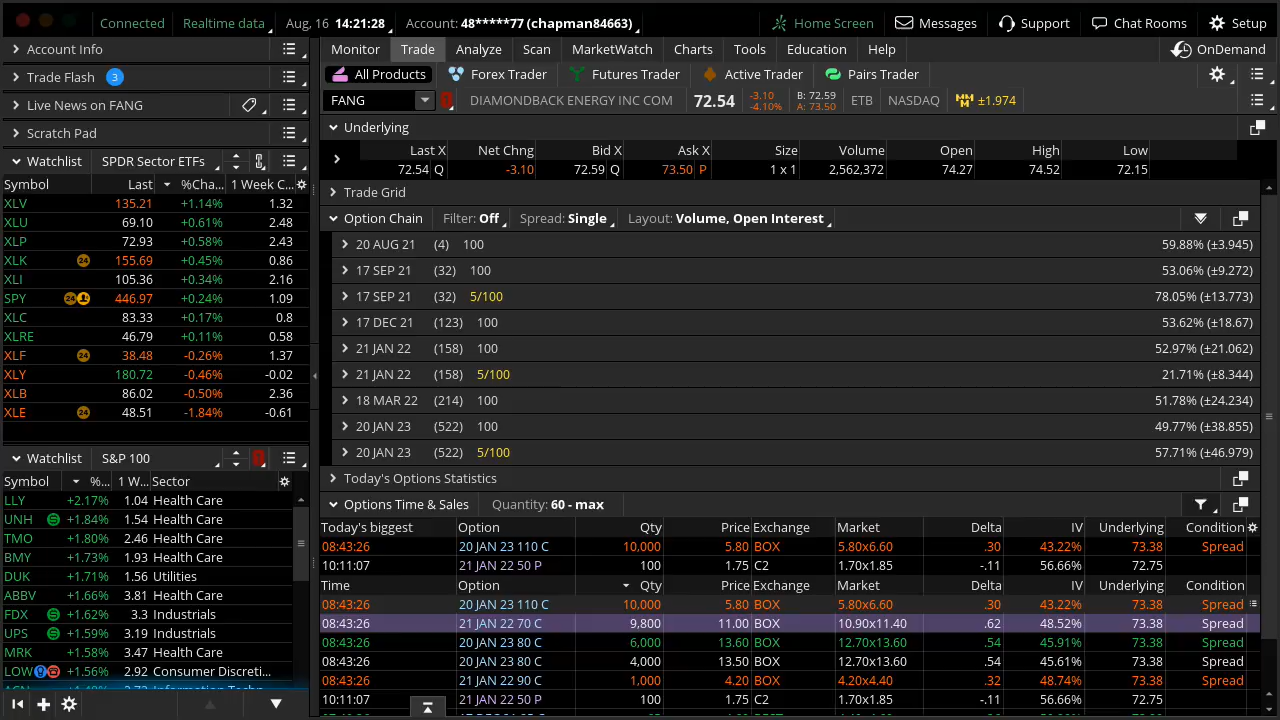 Connected Realtime data Aug. 16 14:21:28 Account: 48*****77 (chapman84663) Home Screen Messages Support Chat Rooms Setup
Account Info
Trade Flash 3
Live News on FANG
Scratch Pad
Watchlist SPDR Sector ETFs
Symbol Last %Cha... 1 Week C...
XLV 135.21 +1.14% 1.32
XLU 69.10 +0.61% 2.48
XLP 72.93 +0.58% 2.43
XLK 24 155.69 +0.45% 0.86
XLI 105.36 +0.34% 2.16
SPY 24 446.97 +0.24% 1.09
XLC 83.33 +0.17% 0.8
XLRE 46.79 +0.11% 0.58
XLF 24 38.48 -0.26% 1.37
XLY 180.72 -0.46% -0.02
XLB 86.02 -0.50% 2.36
XLE 24 48.51 -1.84% -0.61
Watchlist S&P 100 1
Symbol %... 1 W... Sector
LLY +2.17% 1.04 Health Care
UNH +1.84% 1.54 Health Care
TMO +1.80% 2.46 Health Care
BMY +1.73% 1.93 Health Care
DUK +1.71% 1.56 Utilities
ABBV +1.66% 3.81 Health Care
FDX +1.62% 3.3 Industrials
UPS +1.59% 3.19 Industrials
MRK +1.58% 3.47 Health Care
LOW +1.56% 2.92 Consumer Discreti...
Monitor Trade Analyze Scan MarketWatch Charts Tools Education Help OnDemand
All Products Forex Trader Futures Trader Active Trader Pairs Trader
FANG 1 DIAMONDBACK ENERGY INC COM 72.54 -3.10 -4.10% B: 72.59 A: 73.50 ETB NASDAQ MMM ±1.974
Underlying
Last X Net Chng Bid X Ask X Size Volume Open High Low
72.54 Q -3.10 72.59 Q 73.50 P 1 x 1 2,562,372 74.27 74.52 72.15
Trade Grid
Option Chain Filter: Off Spread: Single Layout: Volume, Open Interest
20 AUG 21 (4) 100 59.88% (±3.945)
17 SEP 21 (32) 100 53.06% (±9.272)
17 SEP 21 (32) 5/100 78.05% (±13.773)
17 DEC 21 (123) 100 53.62% (±18.67)
21 JAN 22 (158) 100 52.97% (±21.062)
21 JAN 22 (158) 5/100 21.71% (±8.344)
18 MAR 22 (214) 100 51.78% (±24.234)
20 JAN 23 (522) 100 49.77% (±38.855)
20 JAN 23 (522) 5/100 57.71% (±46.979)
Today's Options Statistics
Options Time & Sales Quantity: 60 - max
Today's biggest Option Qty Price Exchange Market Delta IV Underlying Condition
08:43:26 20 JAN 23 110 C 10,000 5.80 BOX 5.80x6.60 .30 43.22% 73.38 Spread
10:11:07 21 JAN 22 50 P 100 1.75 C2 1.70x1.85 -.11 56.66% 72.75
Time Option Qty Price Exchange Market Delta IV Underlying Condition
08:43:26 20 JAN 23 110 C 10,000 5.80 BOX 5.80x6.60 .30 43.22% 73.38 Spread
08:43:26 21 JAN 22 70 C 9,800 11.00 BOX 10.90x11.40 .62 48.52% 73.38 Spread
08:43:26 20 JAN 23 80 C 6,000 13.60 BOX 12.70x13.60 .54 45.91% 73.38 Spread
08:43:26 20 JAN 23 80 C 4,000 13.50 BOX 12.70x13.60 .54 45.61% 73.38 Spread
08:43:26 21 JAN 22 90 C 1,000 4.20 BOX 4.20x4.40 .32 48.74% 73.38 Spread
10:11:07 21 JAN 22 50 P 100 1.75 C2 1.70x1.85 -.11 56.66% 72.75